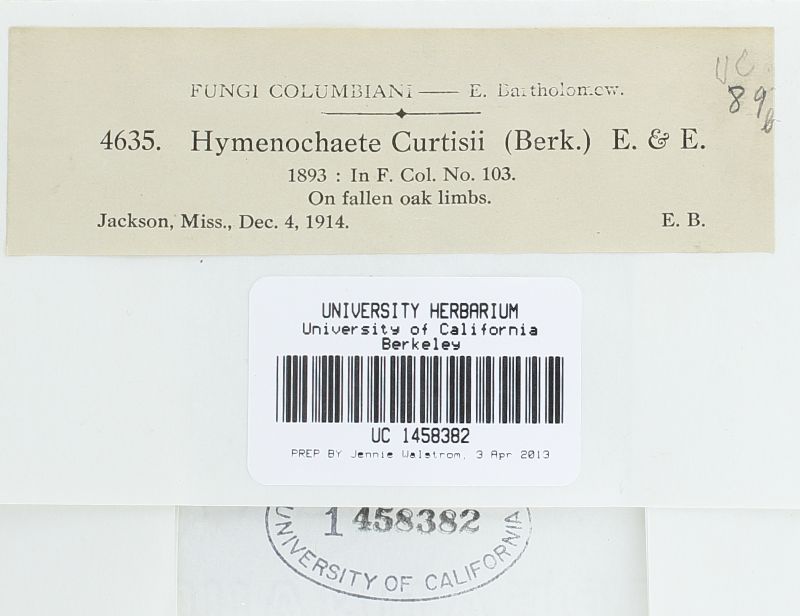 FUNGI COLUMBIANI — E. Bartholomew.
4635. Hymenochaete Curtisii (Berk.) E. & E.
1893 : In F. Col. No. 103.
On fallen oak limbs.
Jackson, Miss., Dec. 4, 1914. E. B.
UC
89
UNIVERSITY HERBARIUM
University of California
Berkeley
UC 1458382
PREP BY Jennie Walstrom, 3 Apr 2013
1458382
UNIVERSITY OF CALIFORNIA